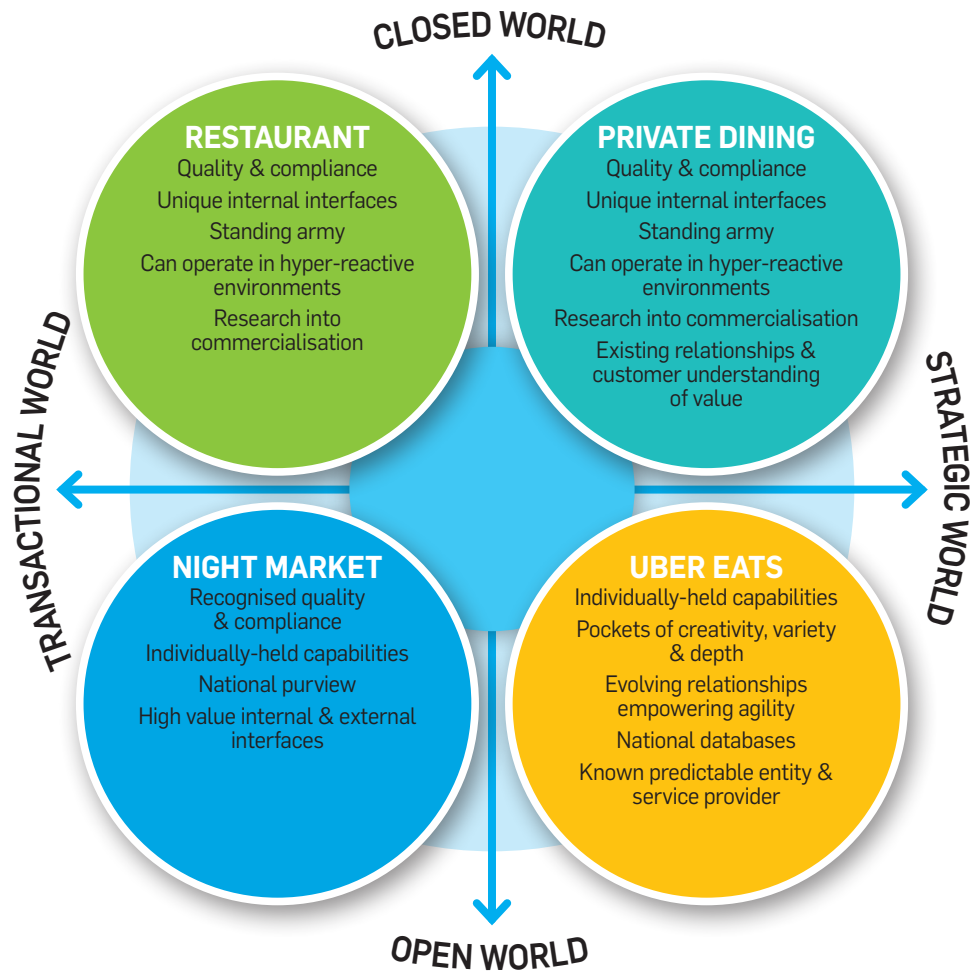 CLOSED WORLD
RESTAURANT
Quality & compliance
Unique internal interfaces
Standing army
Can operate in hyper-reactive
environments
Research into
commercialisation
PRIVATE DINING
Quality & compliance
Unique internal interfaces
Standing army
Can operate in hyper-reactive
environments
Research into commercialisation
Existing relationships &
customer understanding
of value
TRANSACTIONAL WORLD
STRATEGIC WORLD
NIGHT MARKET
Recognised quality
& compliance
Individually-held capabilities
National purview
High value internal & external
interfaces
UBER EATS
Individually-held capabilities
Pockets of creativity, variety
& depth
Evolving relationships
empowering agility
National databases
Known predictable entity &
service provider
OPEN WORLD